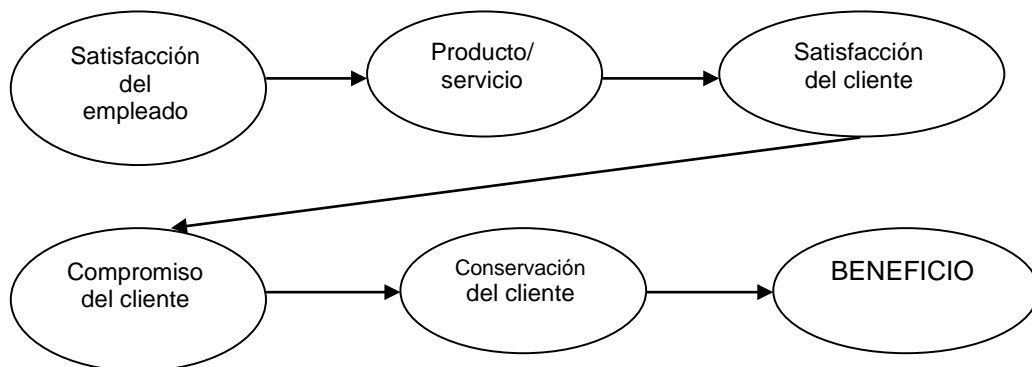 Satisfacción
del
empleado
Producto/
servicio
Satisfacción
del cliente
Compromiso
del cliente
Conservación
del cliente
BENEFICIO